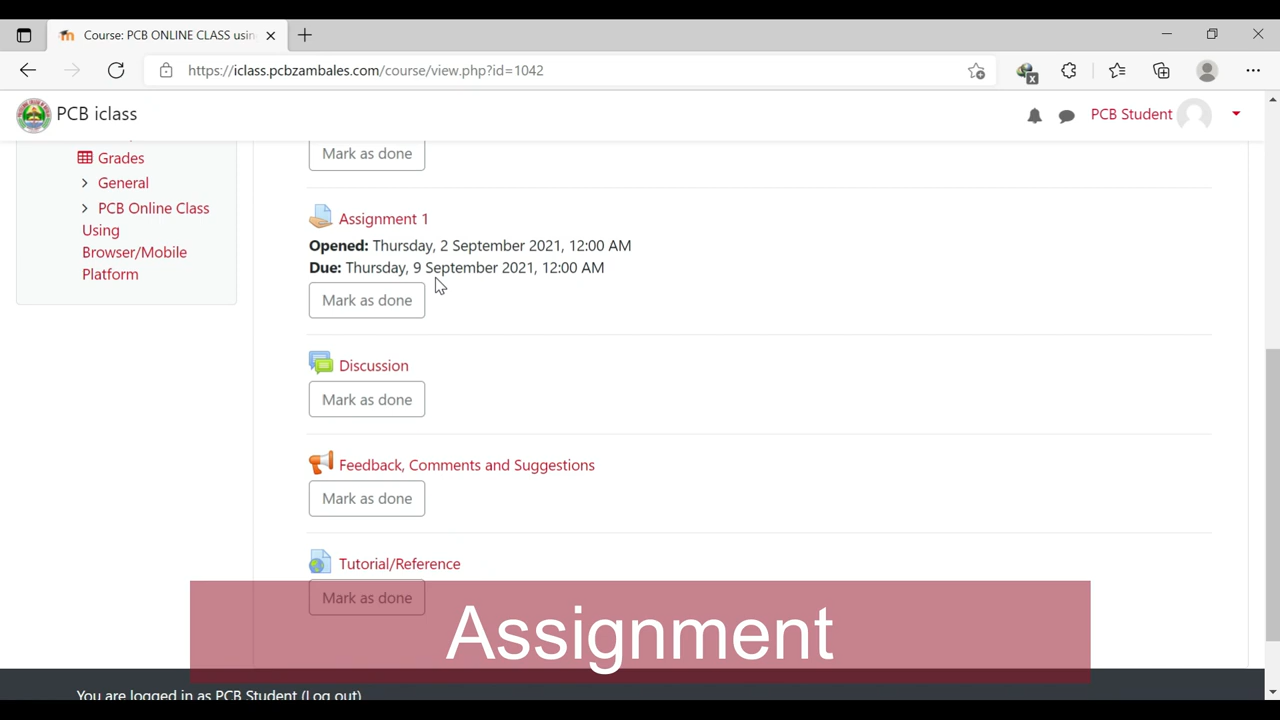 Course: PCB ONLINE CLASS usin
https://iclass.pcbzambales.com/course/view.php?id=1042
PCB iclass
PCB Student
Grades
General
PCB Online Class
Using
Browser/Mobile
Platform
Mark as done
Assignment 1
Opened: Thursday, 2 September 2021, 12:00 AM
Due: Thursday, 9 September 2021, 12:00 AM
Mark as done
Discussion
Mark as done
Feedback, Comments and Suggestions
Mark as done
Tutorial/Reference
Mark as done
Assignment
You are logged in as PCB Student (Log out)